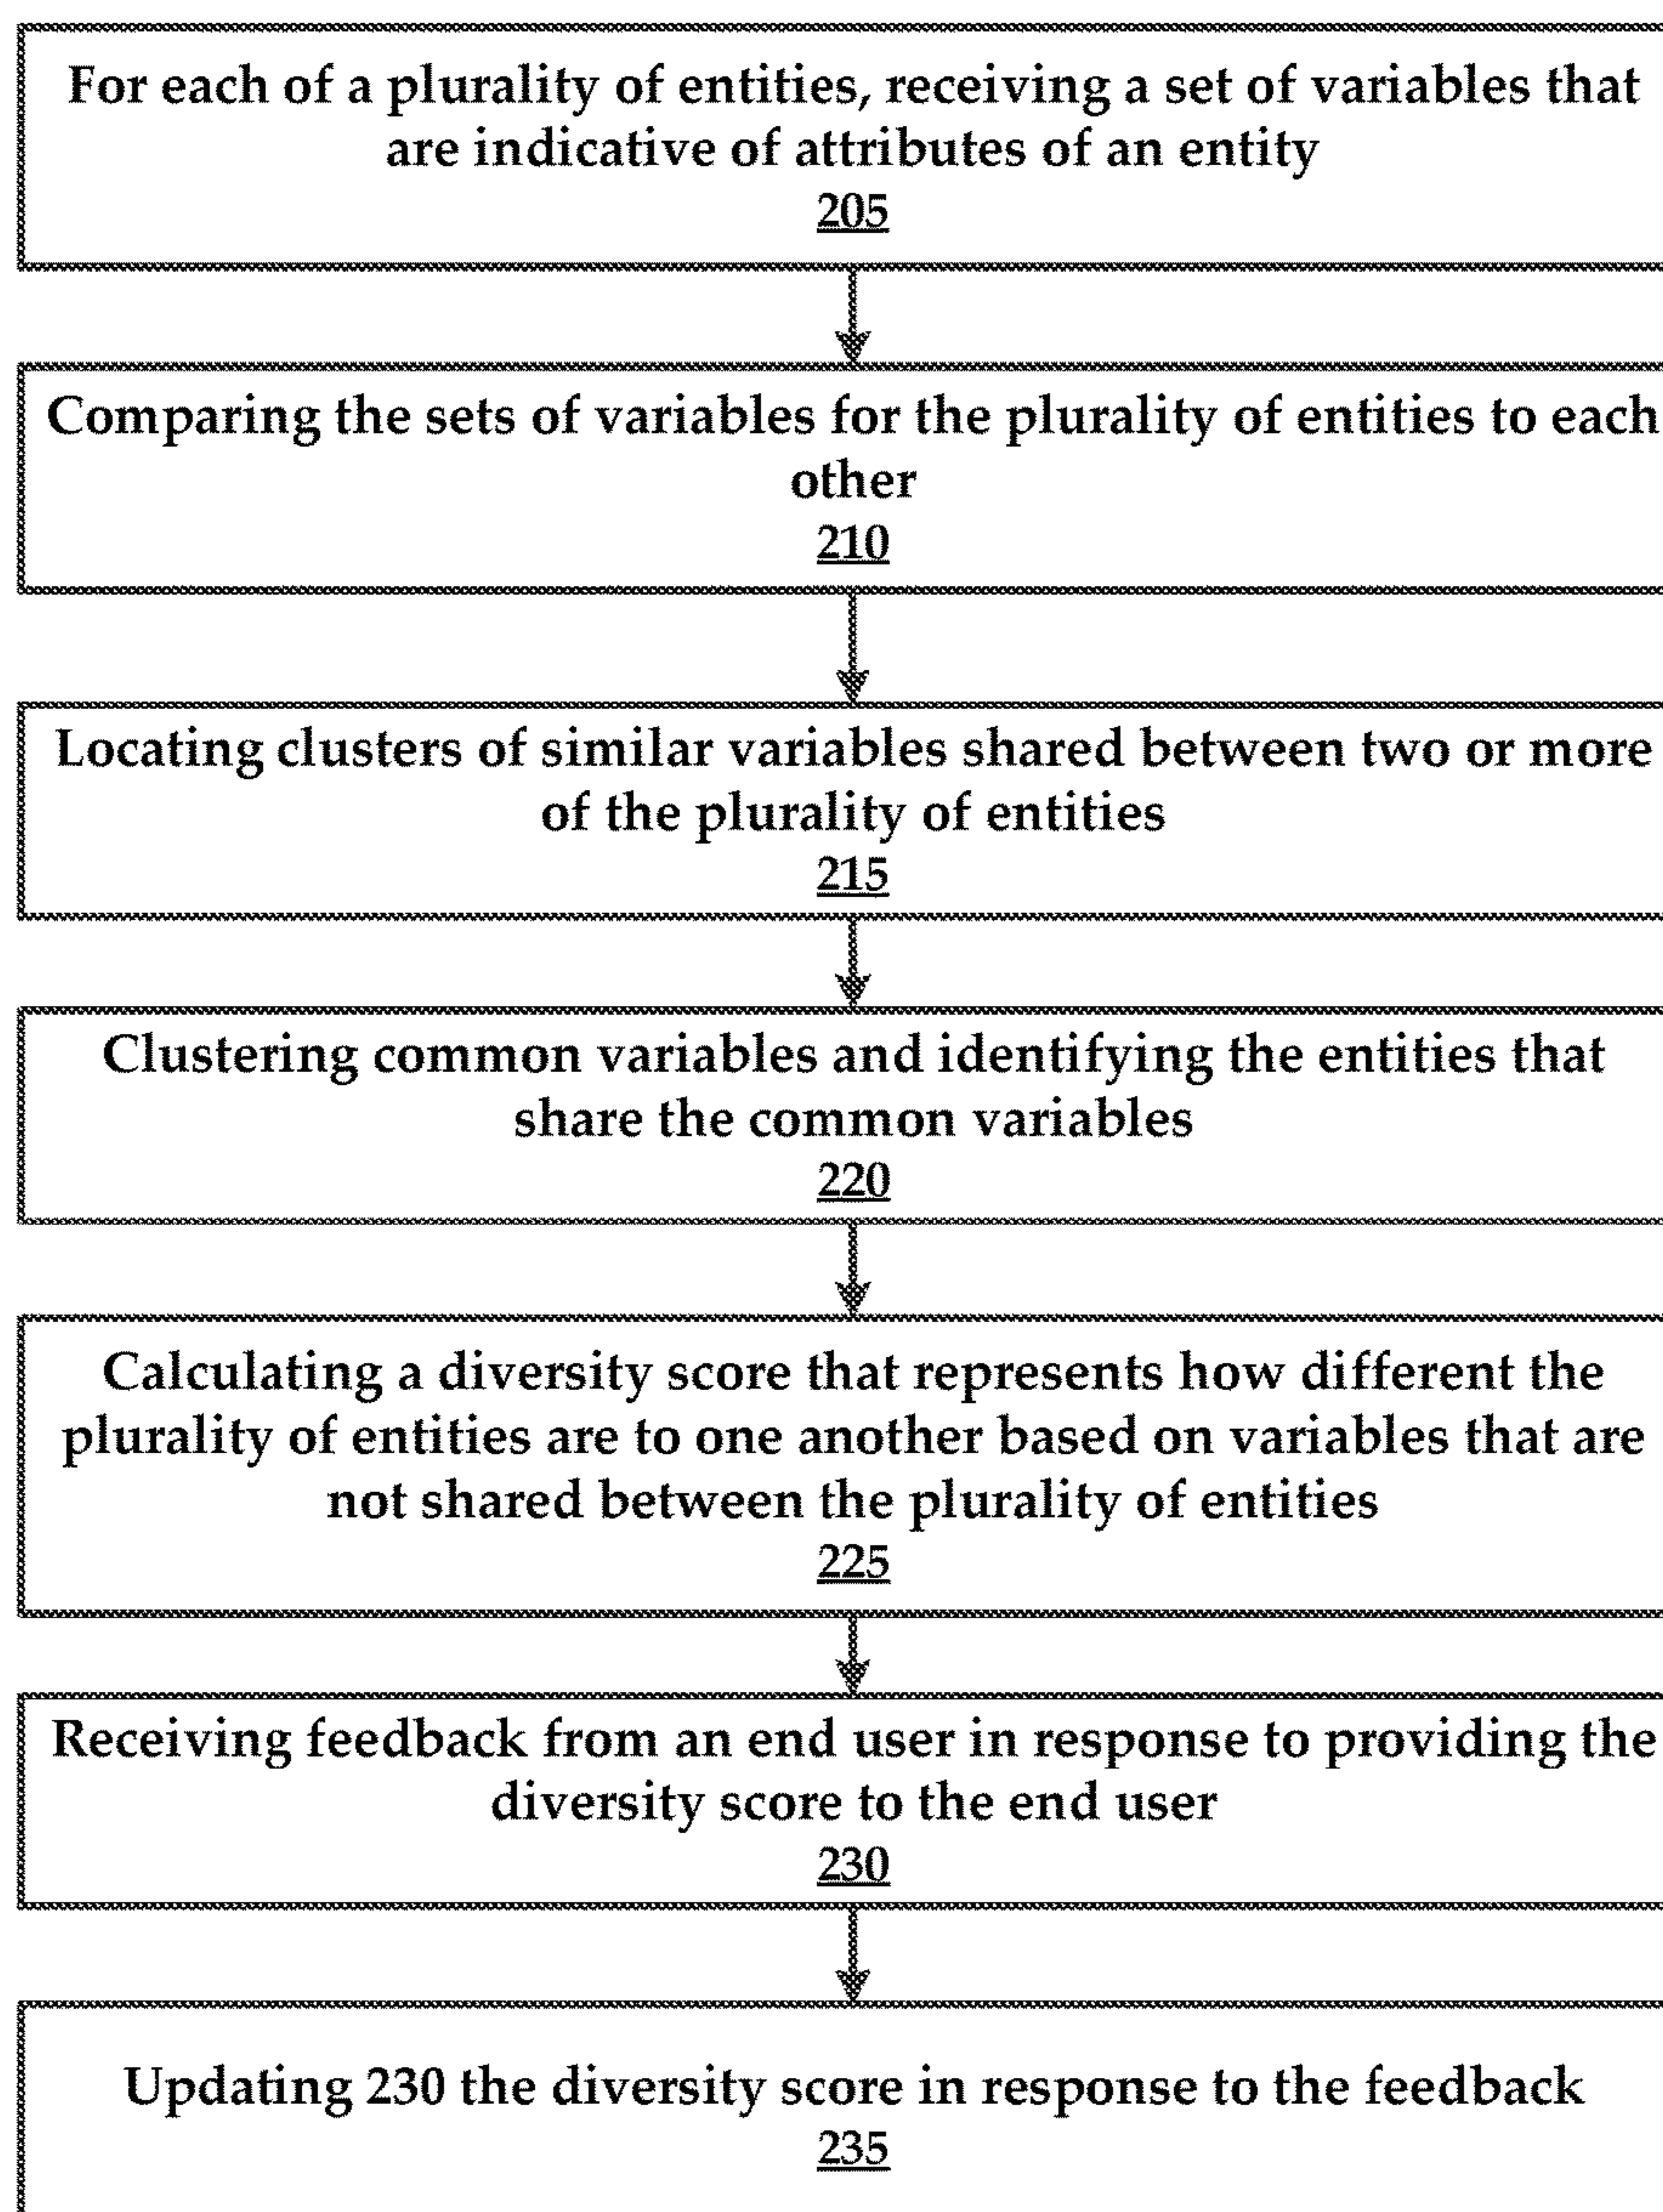 For each of a plurality of entities, receiving a set of variables that
are indicative of attributes of an entity
205
Comparing the sets of variables for the plurality of entities to each
other
210
Locating clusters of similar variables shared between two or more
of the plurality of entities
215
Clustering common variables and identifying the entities that
share the common variables
220
Calculating a diversity score that represents how different the
plurality of entities are to one another based on variables that are
not shared between the plurality of entities
225
Receiving feedback from an end user in response to providing the
diversity score to the end user
230
Updating 230 the diversity score in response to the feedback
235